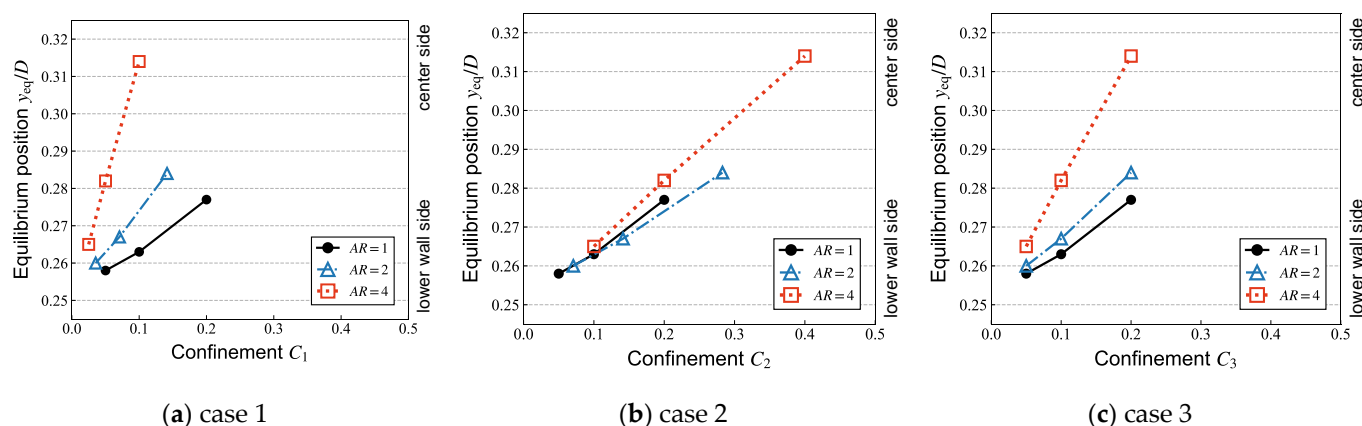 Equilibrium position y_eq/D
0.32
0.31
0.30
0.29
0.28
0.27
0.26
0.25
0.0 0.1 0.2 0.3 0.4 0.5
Confinement C₁
AR = 1
AR = 2
AR = 4
center side
lower wall side
(a) case 1
Equilibrium position y_eq/D
0.32
0.31
0.30
0.29
0.28
0.27
0.26
0.25
0.0 0.1 0.2 0.3 0.4 0.5
Confinement C₂
AR = 1
AR = 2
AR = 4
center side
lower wall side
(b) case 2
Equilibrium position y_eq/D
0.32
0.31
0.30
0.29
0.28
0.27
0.26
0.25
0.0 0.1 0.2 0.3 0.4 0.5
Confinement C₃
AR = 1
AR = 2
AR = 4
center side
lower wall side
(c) case 3